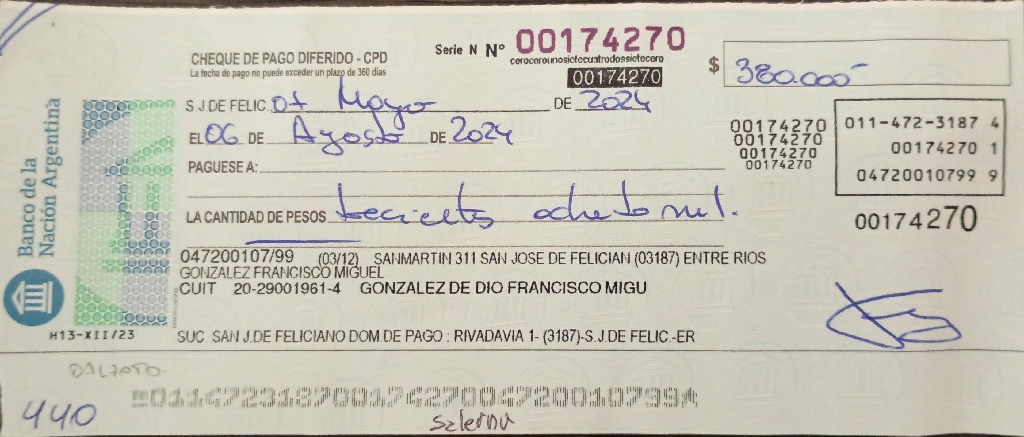 CHEQUE DE PAGO DIFERIDO - CPD
La fecha de pago no puede exceder un plazo de 360 días
Serie N Nº 00174270
cerocerounosietecuatrodossietecero
00174270
$ 380.000
S.J DE FELIC. 07 Mayo DE 2024
EL 06 DE Agosto DE 2024
PAGUESE A:
LA CANTIDAD DE PESOS
00174270
00174270
00174270
00174270
011-472-3187 4
00174270 1
04720010799 9
00174270
Banco de la
Nación Argentina
047200107/99 (03/12) SANMARTIN 311 SAN JOSE DE FELICIAN (03187) ENTRE RIOS
GONZALEZ FRANCISCO MIGUEL
CUIT 20-29001961-4 GONZALEZ DE DIO FRANCISCO MIGU
H13-XII/23
SUC. SAN J.DE FELICIANO DOM.DE PAGO : RIVADAVIA 1- (3187)-S.J.DE FELIC.-ER
440